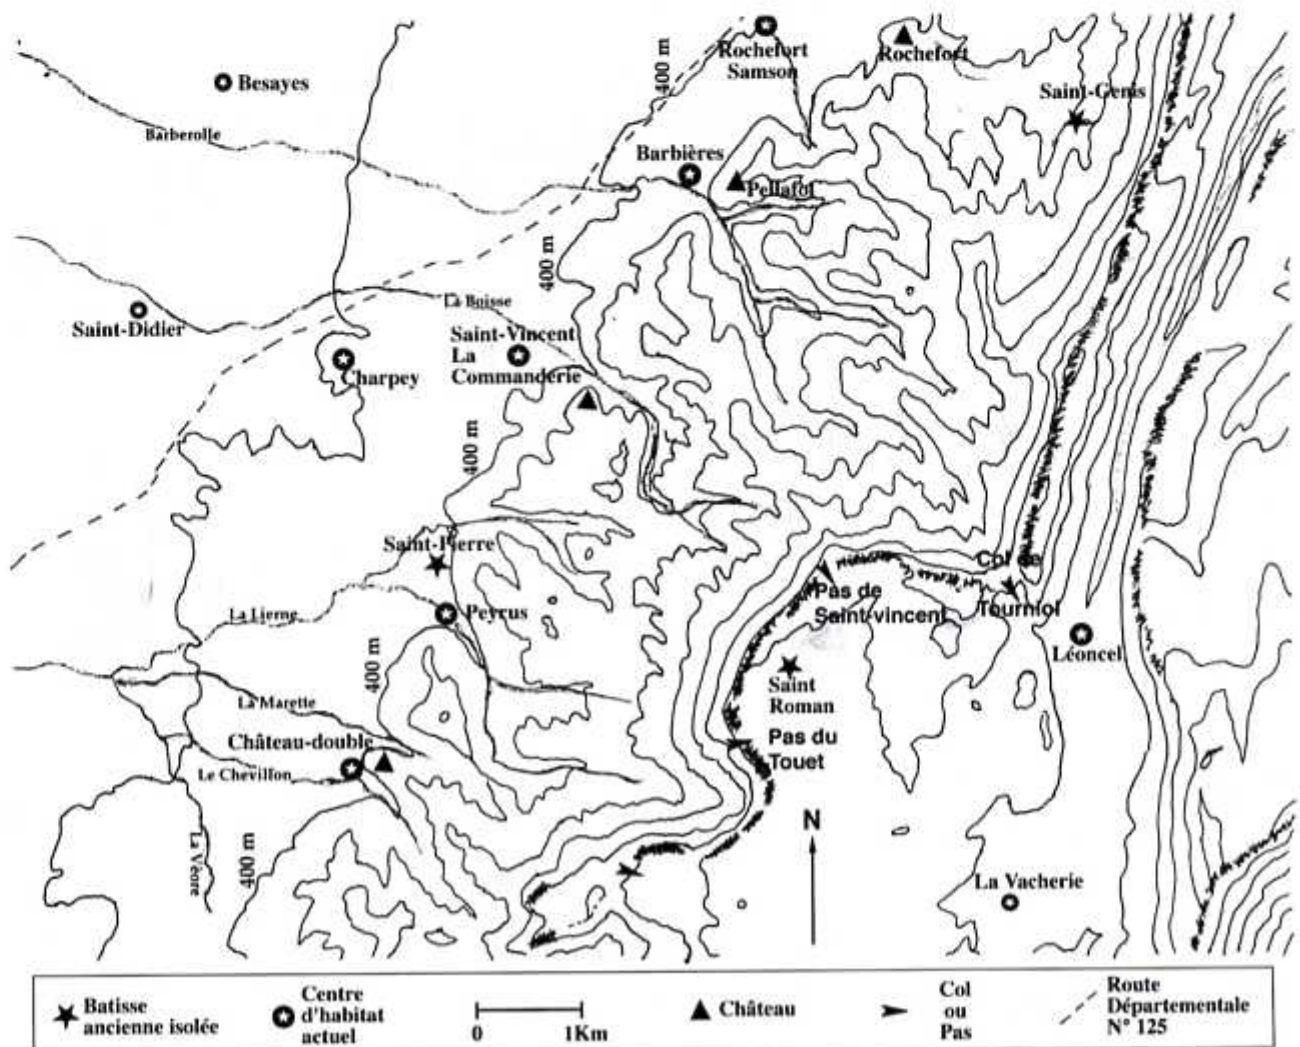 Rochefort
Samson
Rochefort
400 m
Besayes
Saint-Genis
Barberolle
Barbières
Pellafol
400 m
La Boisse
Saint-Didier
Saint-Vincent
La
Commanderie
Charpey
400 m
Saint-Pierre
Col de
Tourniol
Pas de
Saint-vincent
La Lierne
Peyrus
Léoncel
400 m
Saint
Roman
La Marette
Château-double
Pas du
Touet
Le Chevillon
N
La Véore
400 m
La Vacherie
Batisse
ancienne isolée
Centre
d'habitat
actuel
0 1Km
Château
Col
ou
Pas
Route
Départementale
N° 125